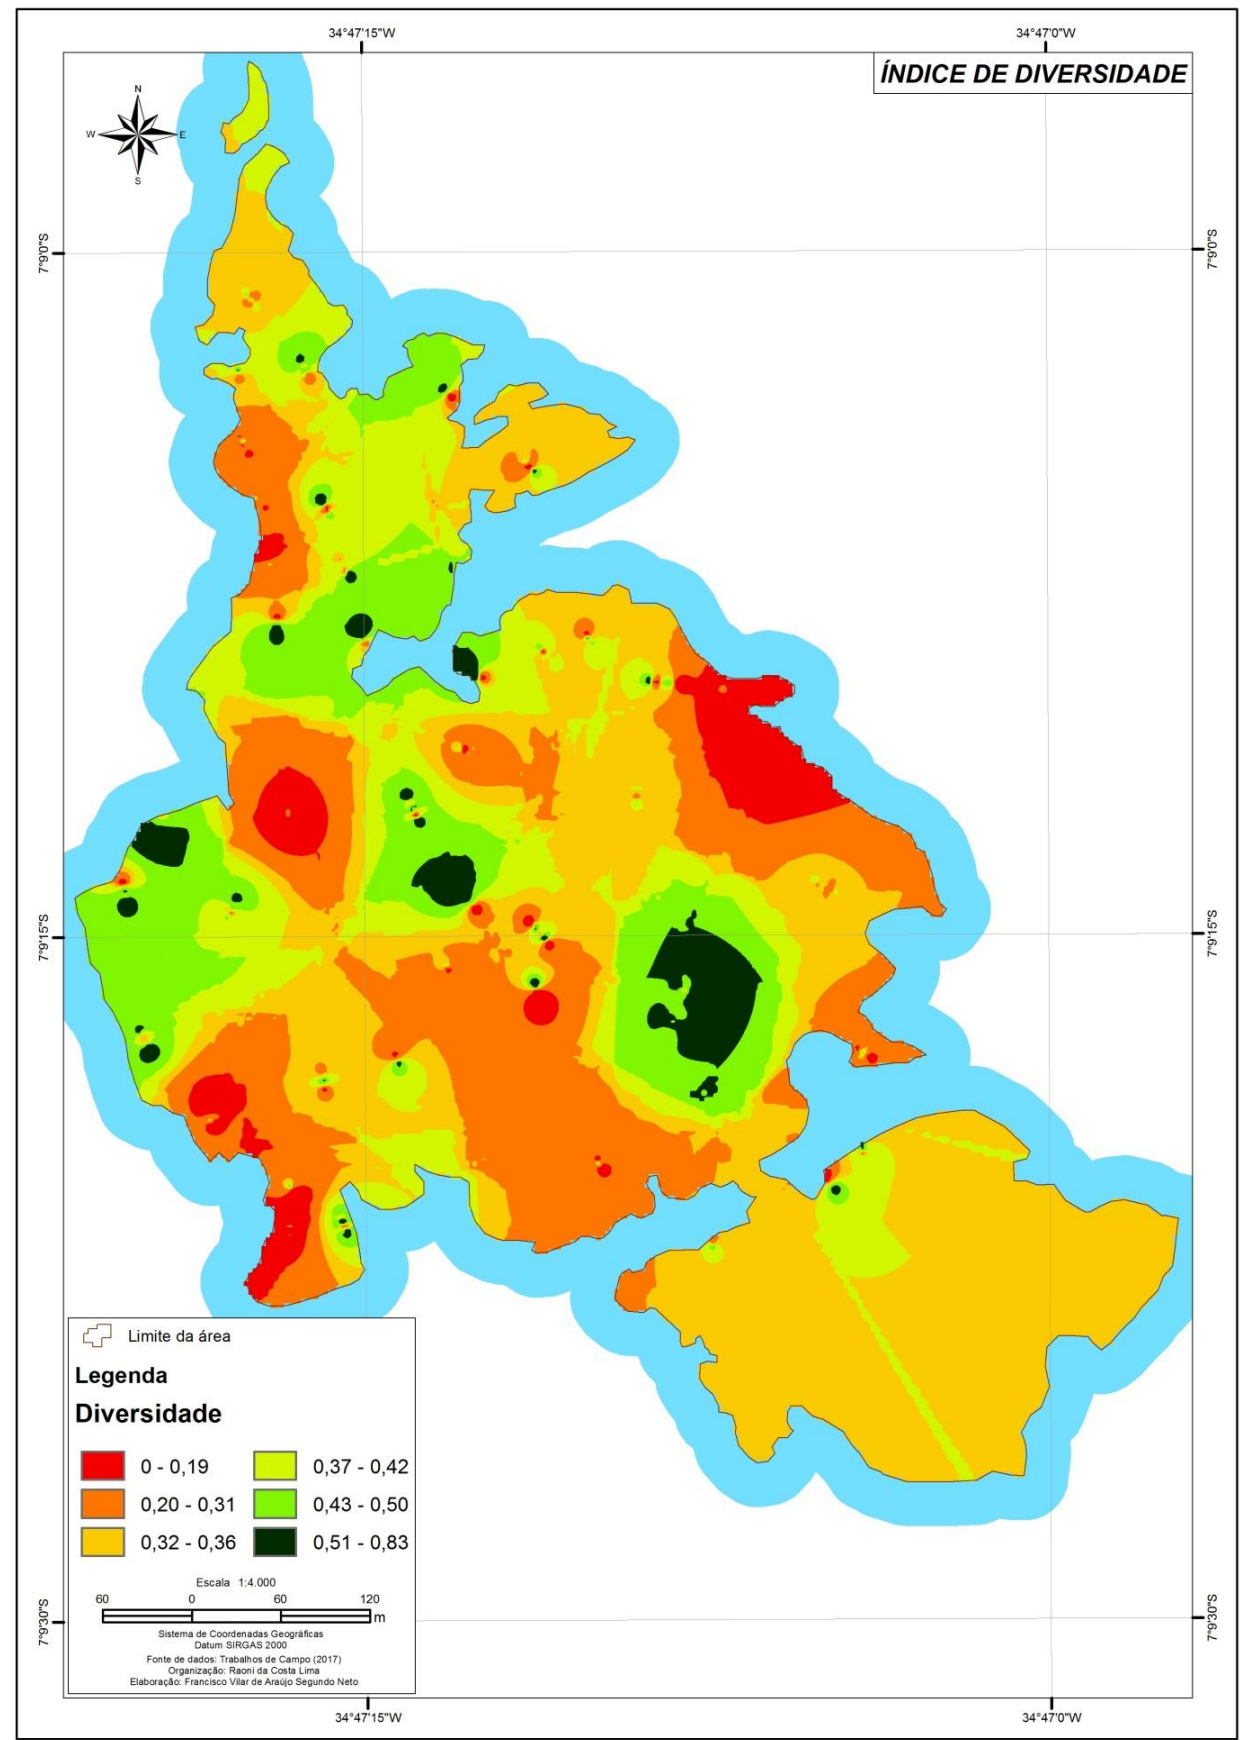 34°47'15"W 34°47'0"W
ÍNDICE DE DIVERSIDADE
N
W E
S
7°9'0"S 7°9'0"S
7°9'15"S 7°9'15"S
7°9'30"S 7°9'30"S
Limite da área
Legenda
Diversidade
0 - 0,19 0,37 - 0,42
0,20 - 0,31 0,43 - 0,50
0,32 - 0,36 0,51 - 0,83
Escala 1:4.000
60 0 60 120
m
Sistema de Coordenadas Geográficas
Datum SIRGAS 2000
Fonte de dados: Trabalhos de Campo (2017)
Organização: Raoni da Costa Lima
Elaboração: Francisco Vilar de Araújo Segundo Neto
34°47'15"W 34°47'0"W